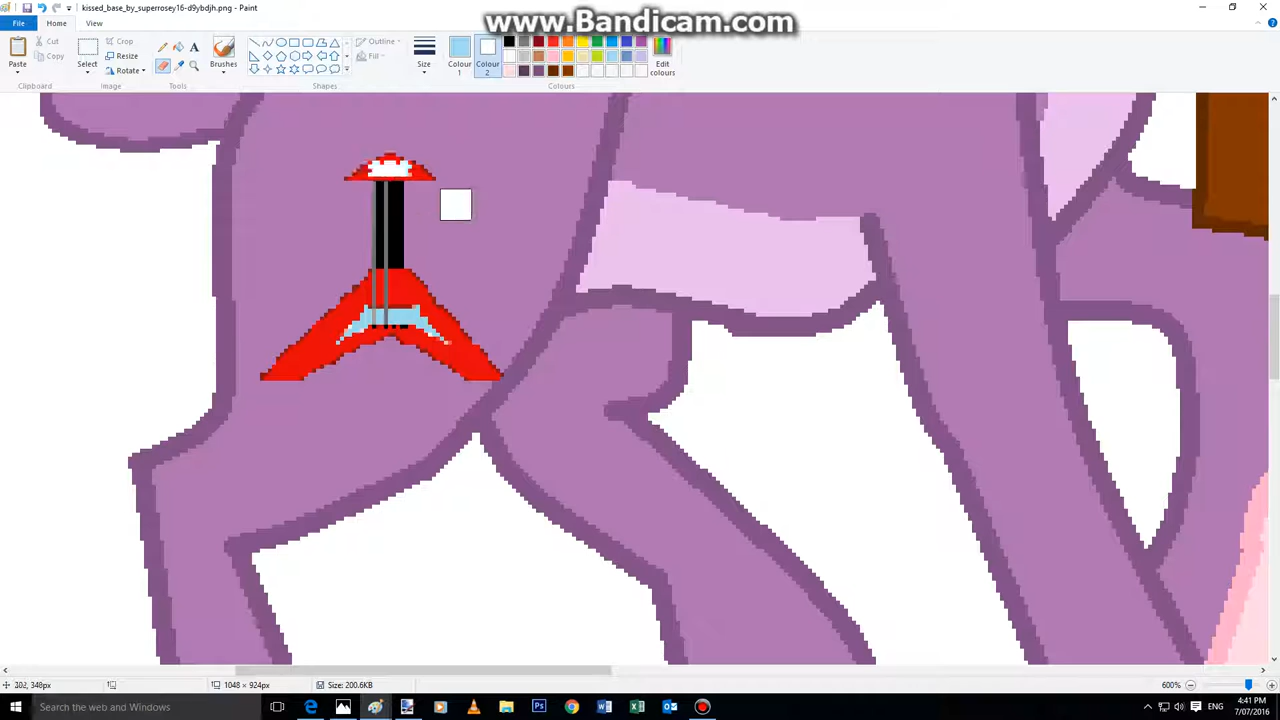 kissed_base_by_superrosey16-d9ybdjh.png - Paint
www.Bandicam.com
File
Home
View
Paste
Cut
Copy
Clipboard
Select
Crop
Resize
Rotate
Image
Tools
Brushes
Shapes
Outline
Fill
Size
Colour 1
Colour 2
Edit colours
Colours
382, 348px
1048 × 924px
Size: 200.6KB
600%
Search the web and Windows
ENG
4:41 PM
7/07/2016